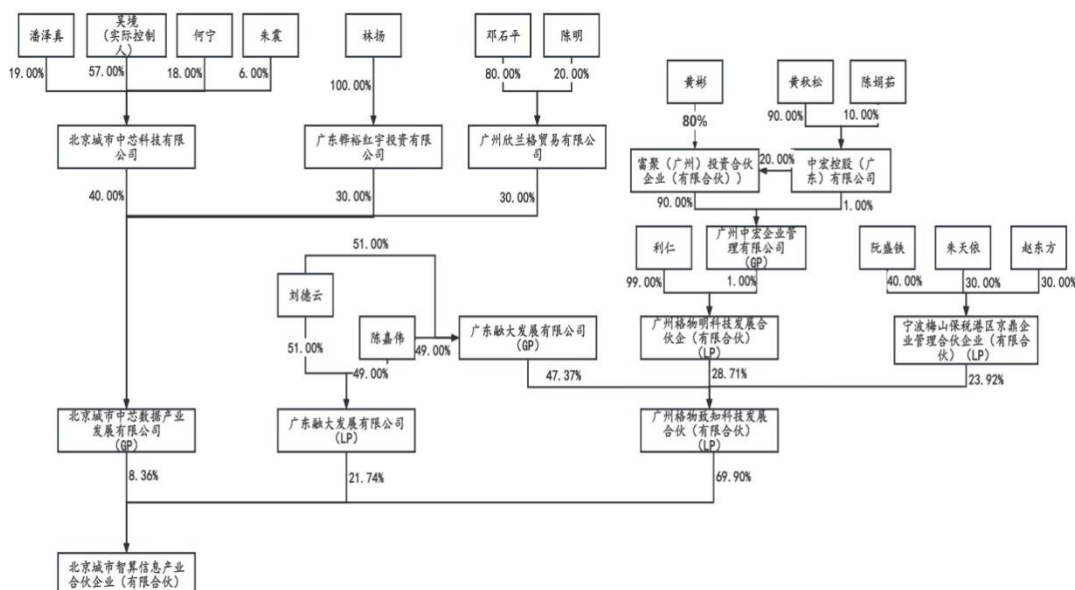 潘泽真
吴境
（实际控制
人）
何宁
朱震
林扬
邓石平
陈明
19.00%
57.00%
18.00%
6.00%
100.00%
80.00%
20.00%
黄彬
黄秋松
陈娟茹
80%
90.00%
10.00%
北京城市中芯科技有限
公司
广东铧裕红宇投资有限
公司
广州欣兰格贸易有限公
司
富聚（广州）投资合伙
企业（有限合伙））
20.00%
中宏控股（广
东）有限公司
40.00%
30.00%
30.00%
90.00%
1.00%
利仁
广州中宏企业管
理有限公司
(GP)
阮盛铁
朱天依
赵东方
51.00%
99.00%
1.00%
40.00%
30.00%
30.00%
刘德云
陈嘉伟
51.00%
49.00%
49.00%
广东融大发展有限公司
(GP)
广州格物明科技发展合
伙企（有限合伙）
(LP)
宁波梅山保税港区京鼎企
业管理合伙企业（有限合
伙）（LP）
47.37%
28.71%
23.92%
北京城市中芯数据产业
发展有限公司
(GP)
广东融大发展有限公司
(LP)
广州格物致知科技发展
合伙（有限合伙）
(LP)
8.36%
21.74%
69.90%
北京城市智算信息产业
合伙企业（有限合伙）